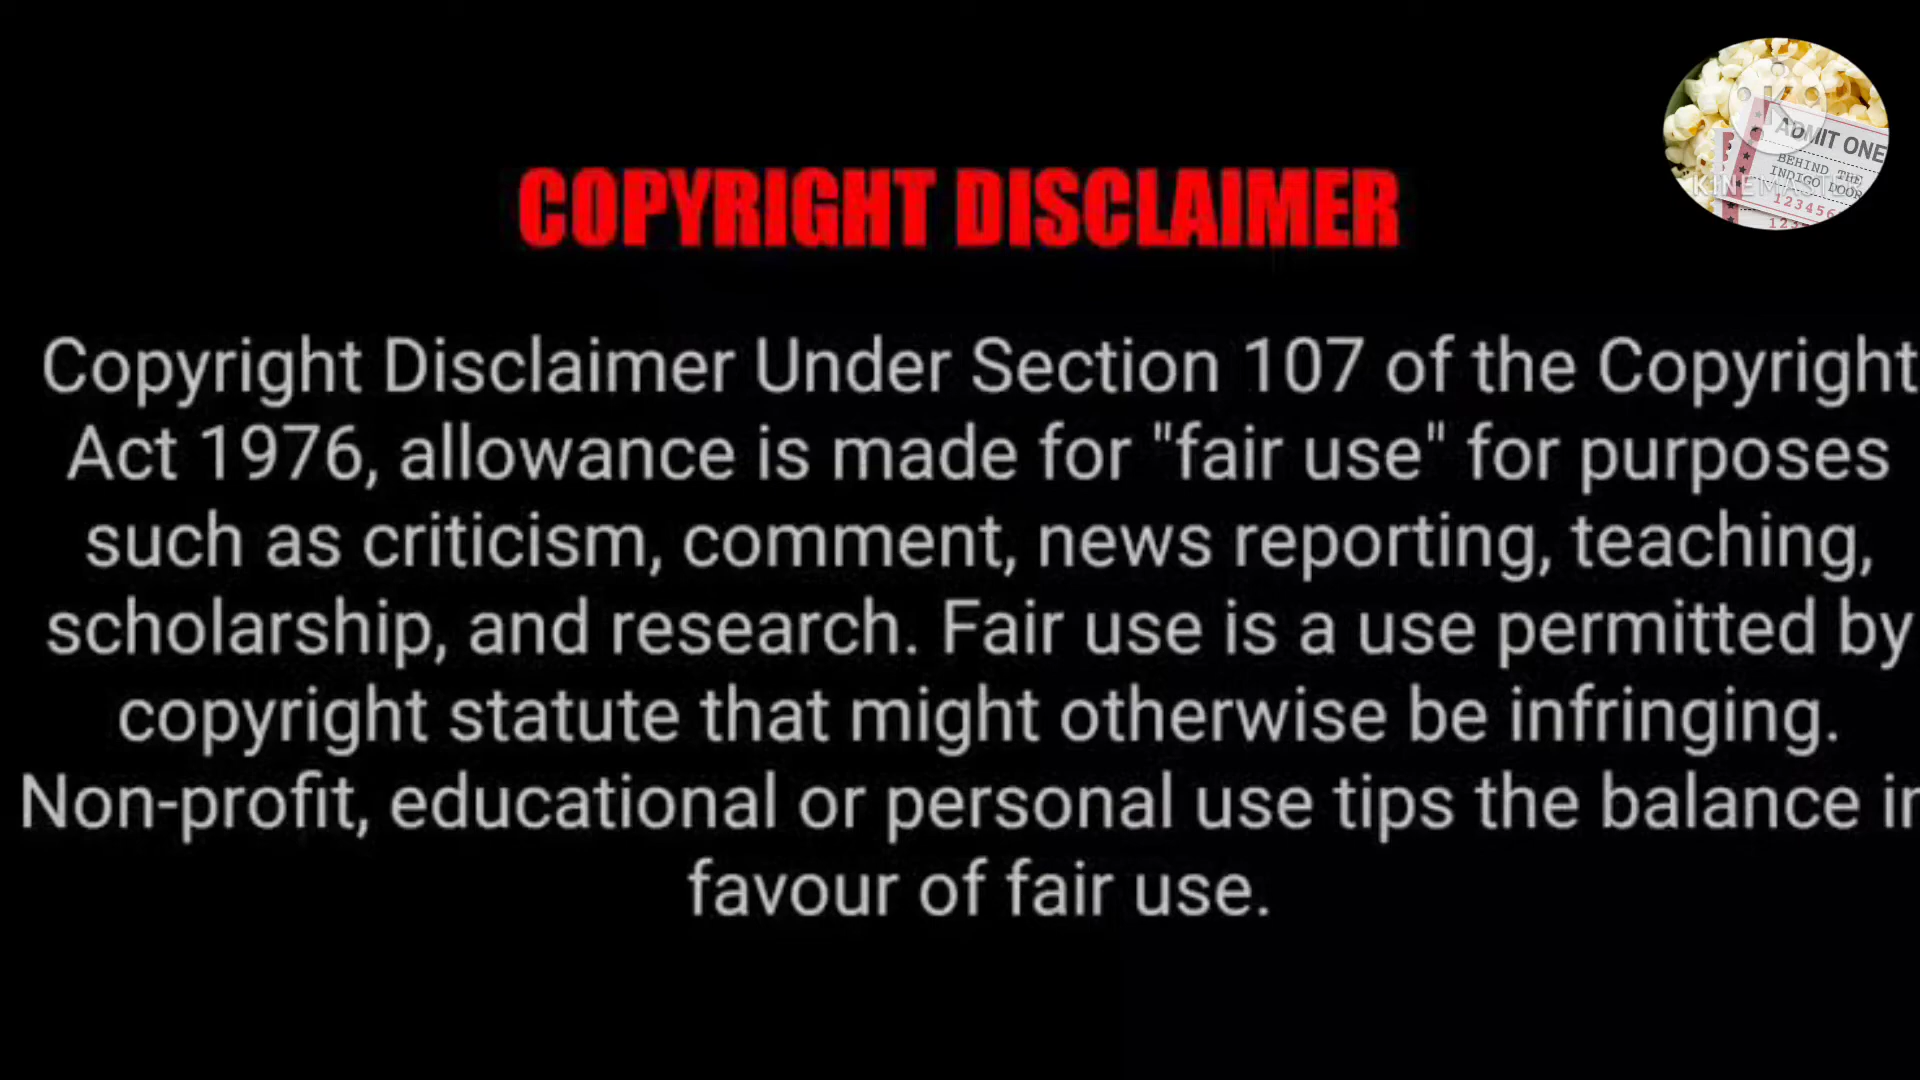 COPYRIGHT DISCLAIMER
Copyright Disclaimer Under Section 107 of the Copyright
Act 1976, allowance is made for "fair use" for purposes
such as criticism, comment, news reporting, teaching,
scholarship, and research. Fair use is a use permitted by
copyright statute that might otherwise be infringing.
Non-profit, educational or personal use tips the balance in
favour of fair use.
K
ADMIT ONE
BEHIND THE
INDIGO DOOR
KINEMASTER
123456
123